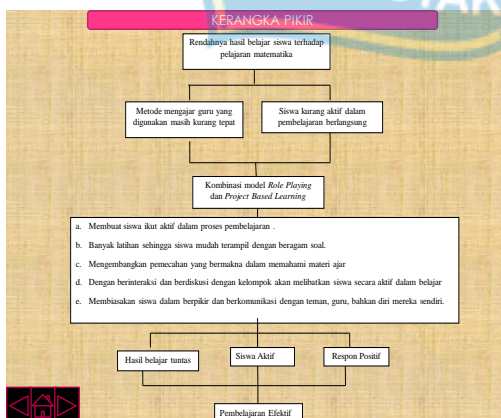 KERANGKA PIKIR
Rendahnya hasil belajar siswa terhadap
pelajaran matematika
Metode mengajar guru yang
digunakan masih kurang tepat
Siswa kurang aktif dalam
pembelajaran berlangsung
Kombinasi model Role Playing
dan Project Based Learning
a. Membuat siswa ikut aktif dalam proses pembelajaran .
b. Banyak latihan sehingga siswa mudah terampil dengan beragam soal.
c. Mengembangkan pemecahan yang bermakna dalam memahami materi ajar
d. Dengan berinteraksi dan berdiskusi dengan kelompok akan melibatkan siswa secara aktif dalam belajar
e. Membiasakan siswa dalam berpikir dan berkomunikasi dengan teman, guru, bahkan diri mereka sendiri.
Hasil belajar tuntas
Siswa Aktif
Respon Positif
Pembelajaran Efektif